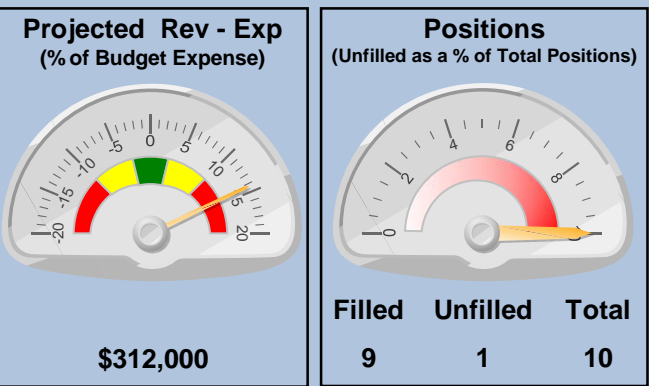 Projected Rev - Exp
(% of Budget Expense)
-20
-15
-10
-5
0
5
10
20
$312,000
Positions
(Unfilled as a % of Total Positions)
0
2
4
6
8
Filled Unfilled Total
9 1 10